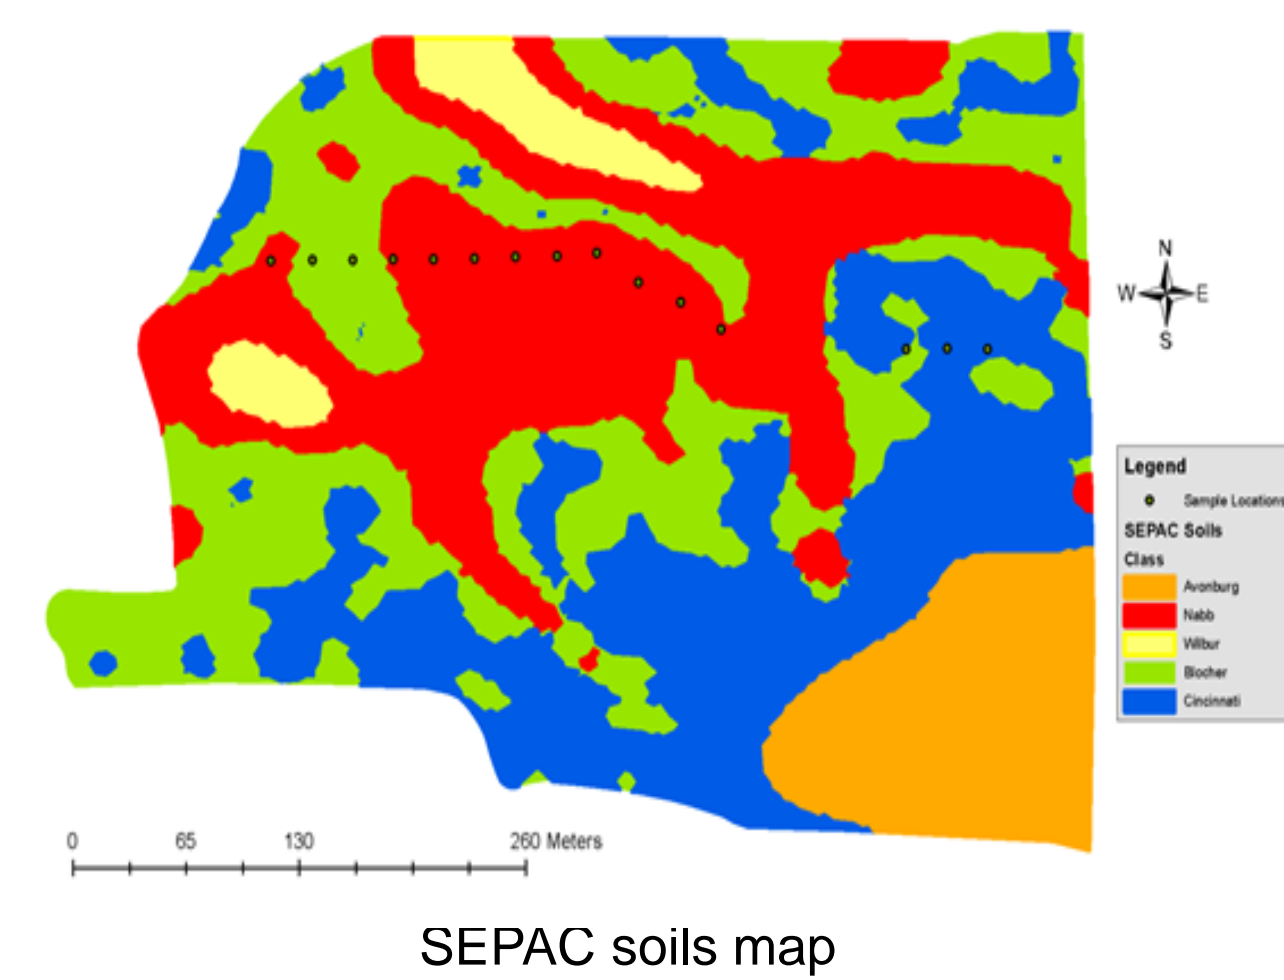 N
W E
S
Legend
Sample Locations
SEPAC Soils
Class
Avonburg
Nabb
Wilbur
Blocher
Cincinnati
0 65 130 260 Meters
SEPAC soils map